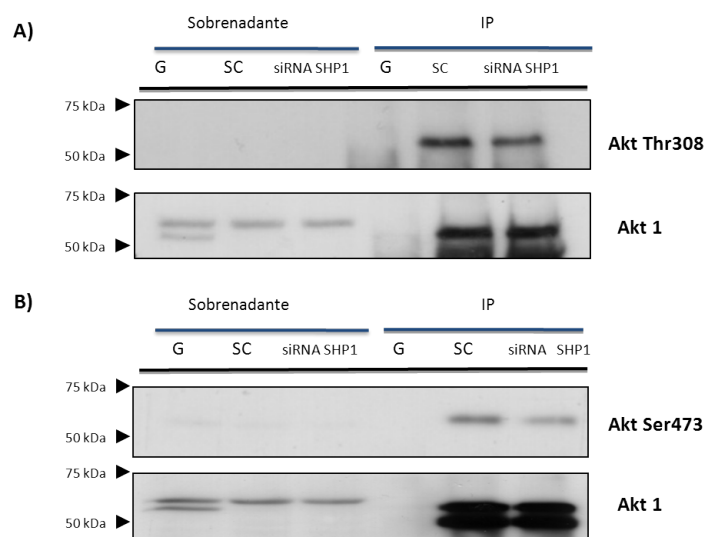 A)
Sobrenadante IP
G SC siRNA SHP1 G SC siRNA SHP1
75 kDa
50 kDa
Akt Thr308
75 kDa
50 kDa
Akt 1
B)
Sobrenadante IP
G SC siRNA SHP1 G SC siRNA SHP1
75 kDa
50 kDa
Akt Ser473
75 kDa
50 kDa
Akt 1